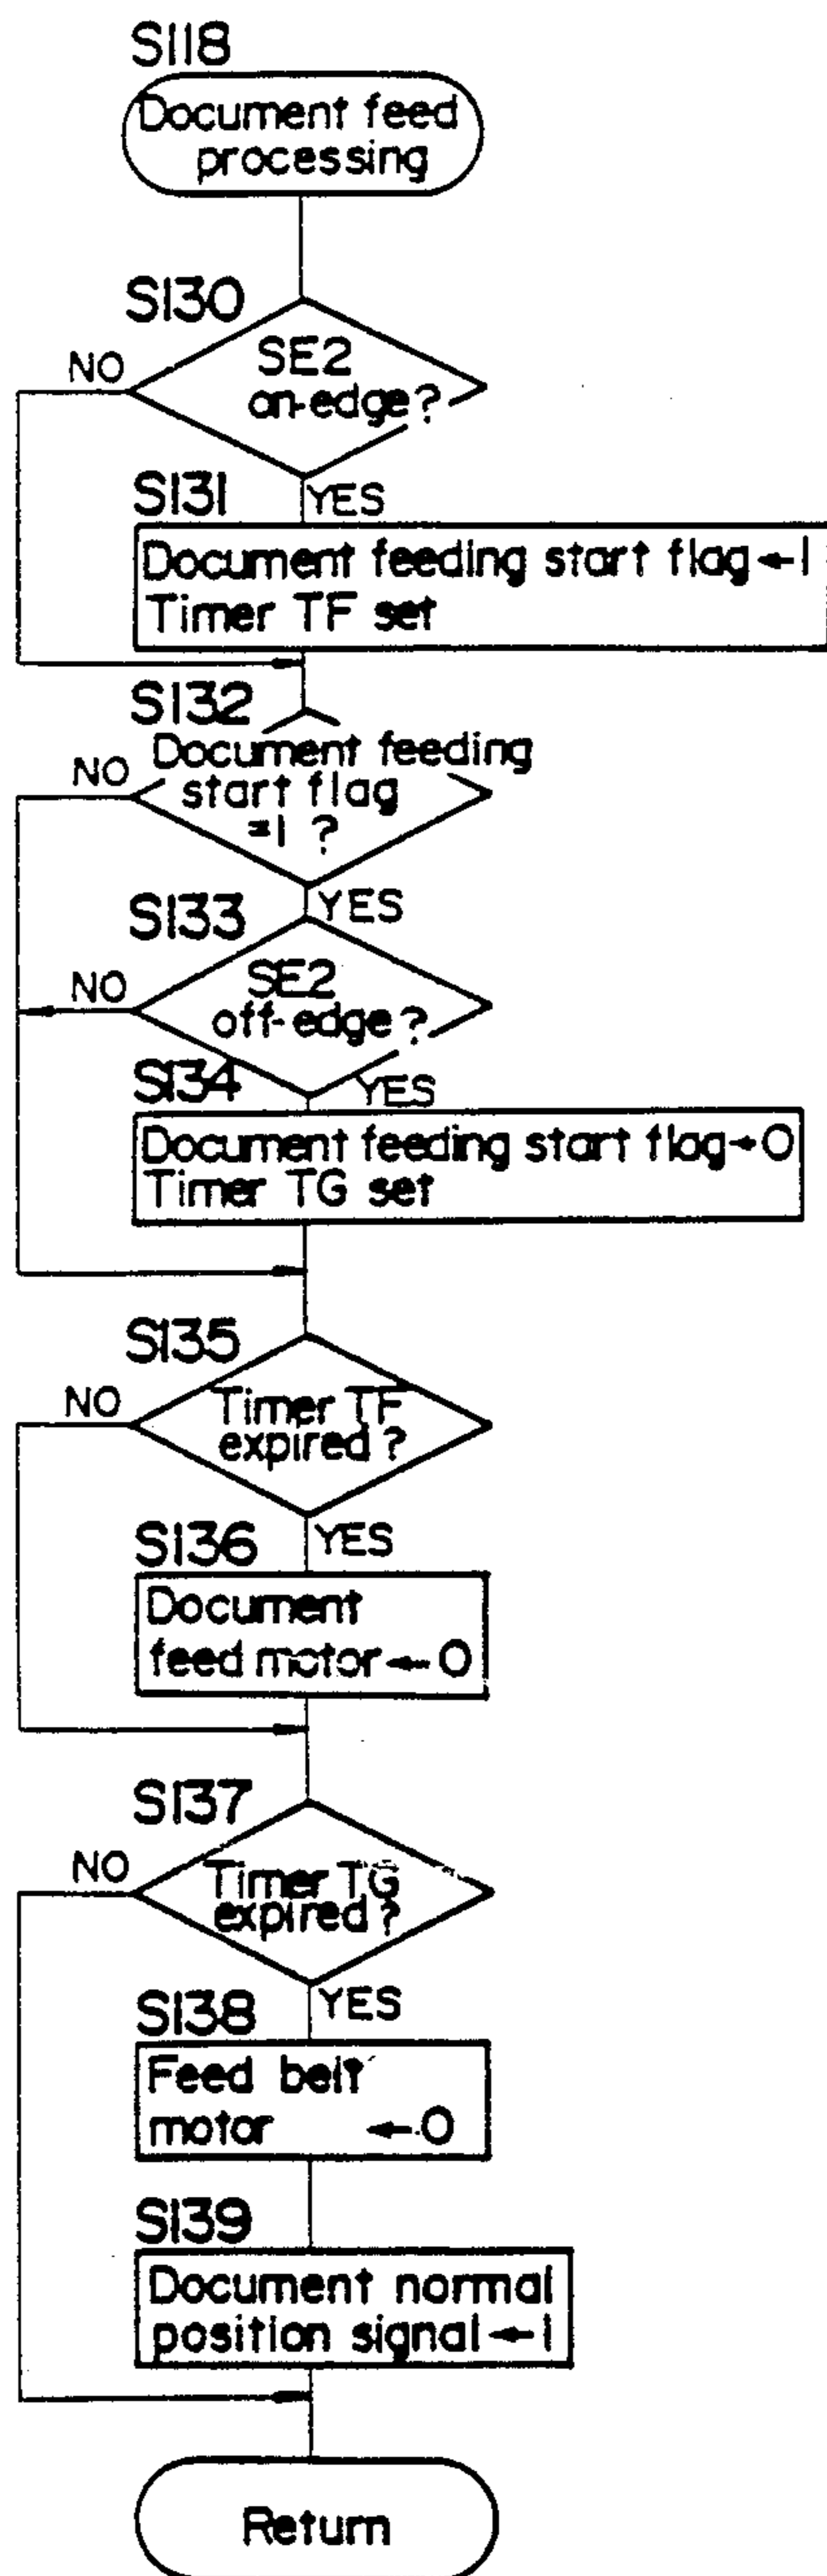 S118
Document feed
processing
S130
NO
SE2
on-edge?
S131
YES
Document feeding start flag←1
Timer TF set
S132
NO
Document feeding
start flag
=1 ?
S133
YES
NO
SE2
off-edge?
S134
YES
Document feeding start flag←0
Timer TG set
S135
NO
Timer TF
expired?
S136
YES
Document
feed motor←0
S137
NO
Timer TG
expired?
S138
YES
Feed belt
motor ←0
S139
Document normal
position signal←1
Return